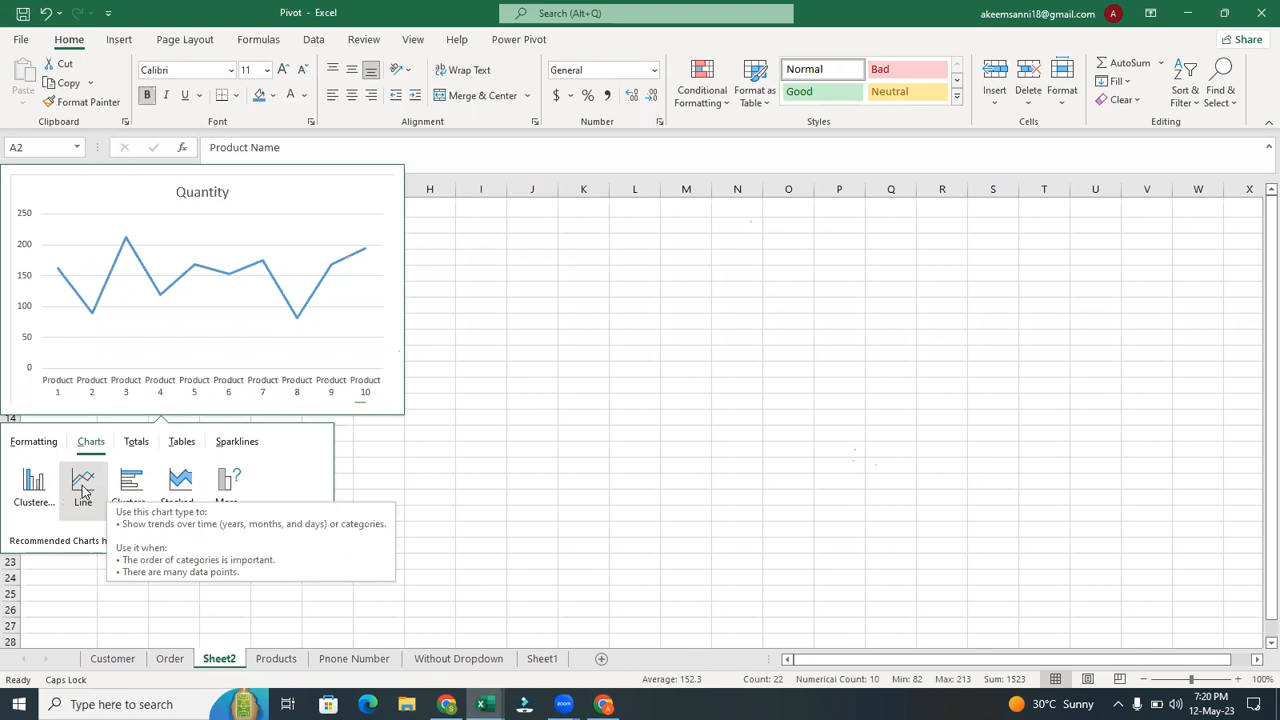 Pivot - Excel
Search (Alt+Q)
akeemsanni18@gmail.com
A
File Home Insert Page Layout Formulas Data Review View Help Power Pivot
Share
Paste
Cut
Copy
Format Painter
Clipboard
Calibri 11
B I U
Font
Wrap Text
Merge & Center
Alignment
General
$ % 9
Number
Conditional Formatting
Format as Table
Normal Bad
Good Neutral
Styles
Insert Delete Format
Cells
AutoSum
Fill
Clear
Sort & Filter
Find & Select
Editing
A2
fx
Product Name
H I J K L M N O P Q R S T U V W X
Quantity
250
200
150
100
50
0
Product 1 Product 2 Product 3 Product 4 Product 5 Product 6 Product 7 Product 8 Product 9 Product 10
14
Formatting Charts Totals Tables Sparklines
Clustere... Line
Use this chart type to:
• Show trends over time (years, months, and days) or categories.
Use it when:
• The order of categories is important.
• There are many data points.
Recommended Charts h
23
24
25
26
27
28
Customer Order Sheet2 Products Pnone Number Without Dropdown Sheet1
Ready Caps Lock
Average: 152.3 Count: 22 Numerical Count: 10 Min: 82 Max: 213 Sum: 1523
100%
Type here to search
zoom
30°C Sunny
7:20 PM
12-May-23